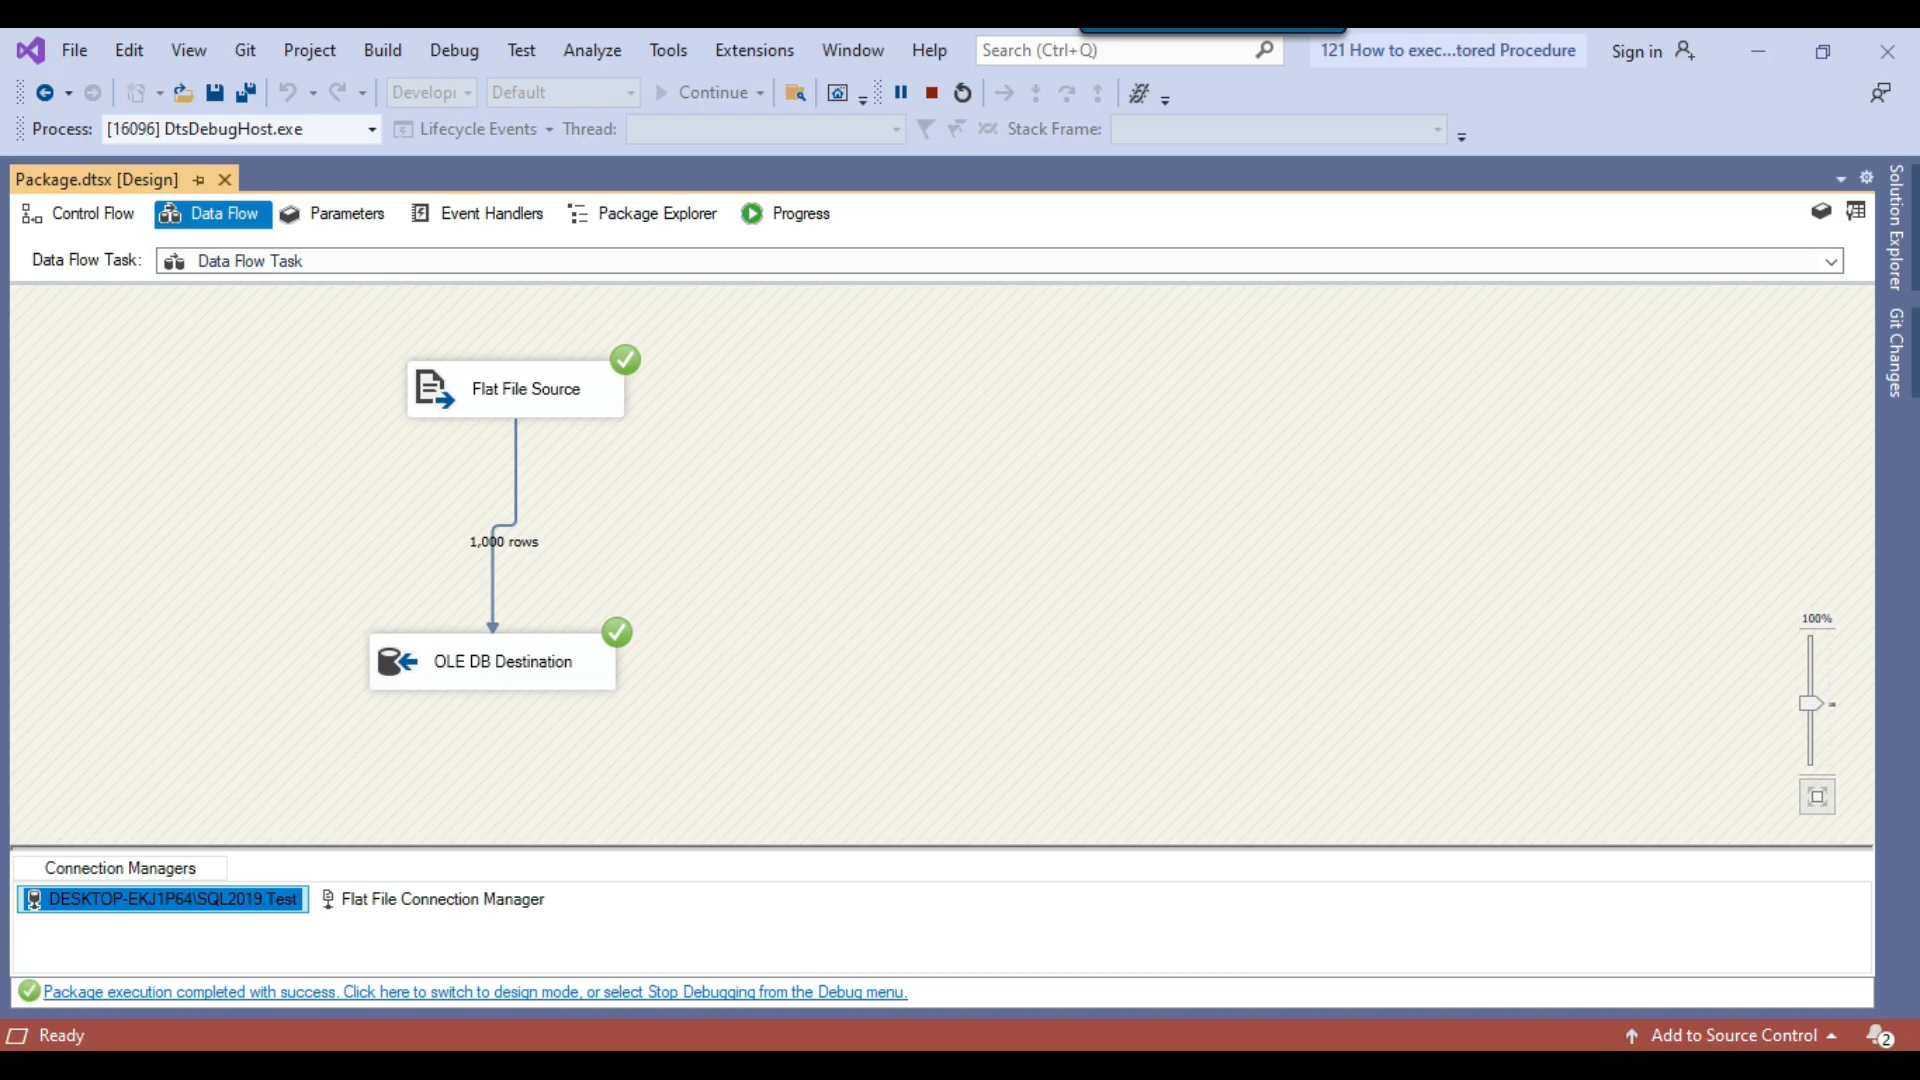 File Edit View Git Project Build Debug Test Analyze Tools Extensions Window Help Search (Ctrl+Q) 121 How to exec...tored Procedure Sign in
Developı Default Continue
Process: [16096] DtsDebugHost.exe Lifecycle Events Thread: Stack Frame:
Package.dtsx [Design]
Control Flow Data Flow Parameters Event Handlers Package Explorer Progress
Data Flow Task: Data Flow Task
Solution Explorer
Git Changes
Flat File Source
1,000 rows
OLE DB Destination
100%
Connection Managers
DESKTOP-EKJ1P64\SQL2019.Test Flat File Connection Manager
Package execution completed with success. Click here to switch to design mode, or select Stop Debugging from the Debug menu.
Ready Add to Source Control 2